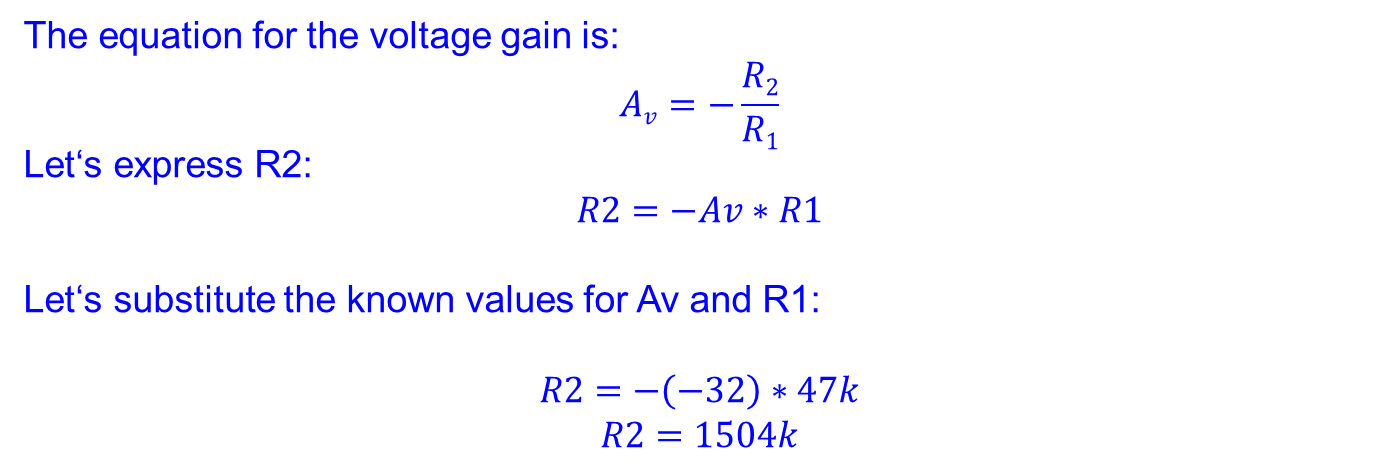 The equation for the voltage gain is:
A_v = −R_2/R_1
Let‘s express R2:
R2 = −Av ∗ R1
Let‘s substitute the known values for Av and R1:
R2 = −(−32) ∗ 47k
R2 = 1504k